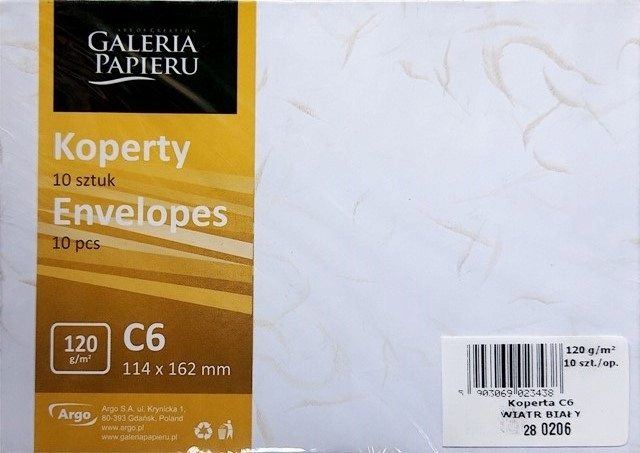 ART OF CREATION
GALERIA
PAPIERU
Koperty
10 sztuk
Envelopes
10 pcs
120
g/m²
C6
114 x 162 mm
Argo
Argo S.A. ul. Krynicka 1,
80-393 Gdańsk, Poland
www.argo.pl
www.galeriapapieru.pl
120 g/m²
10 szt./op.
5 903069 023438
Koperta C6
WIATR BIAŁY
28 0206